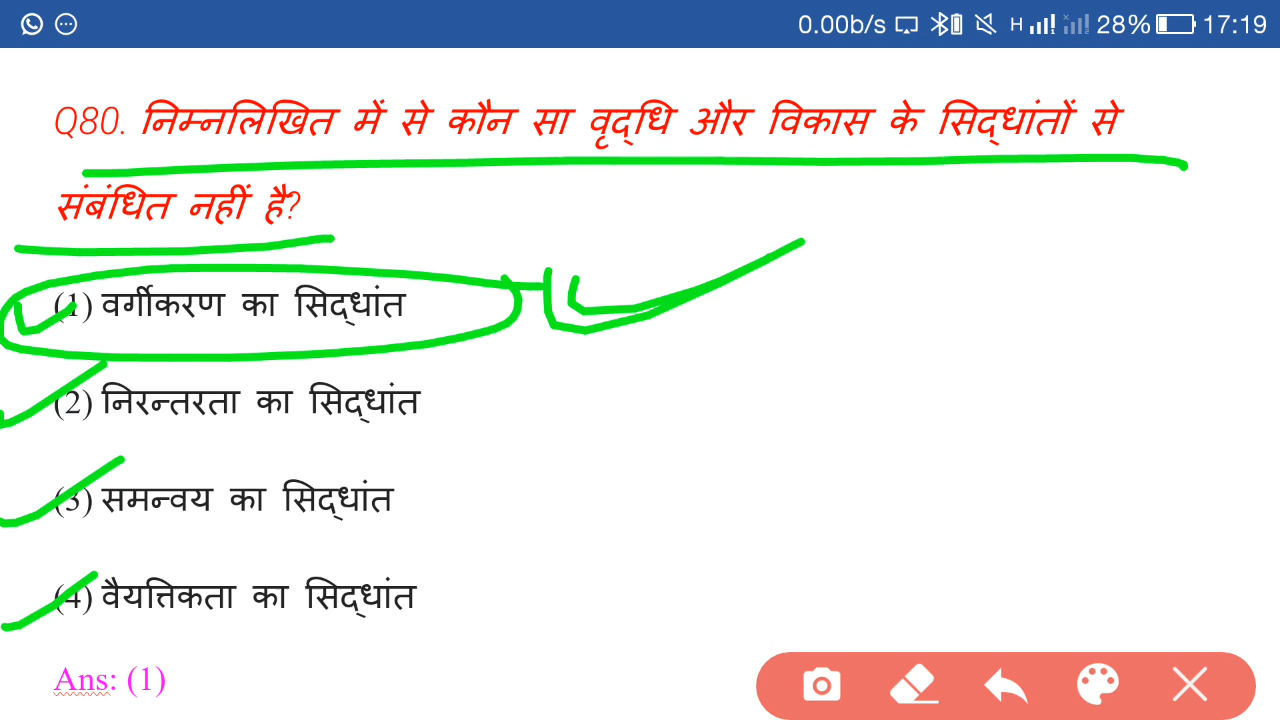 0.00b/s H 28% 17:19
Q80. निम्नलिखित में से कौन सा वृद्धि और विकास के सिद्धांतों से
संबंधित नहीं है?
(1) वर्गीकरण का सिद्धांत
(2) निरन्तरता का सिद्धांत
(3) समन्वय का सिद्धांत
(4) वैयत्तिकता का सिद्धांत
Ans: (1)